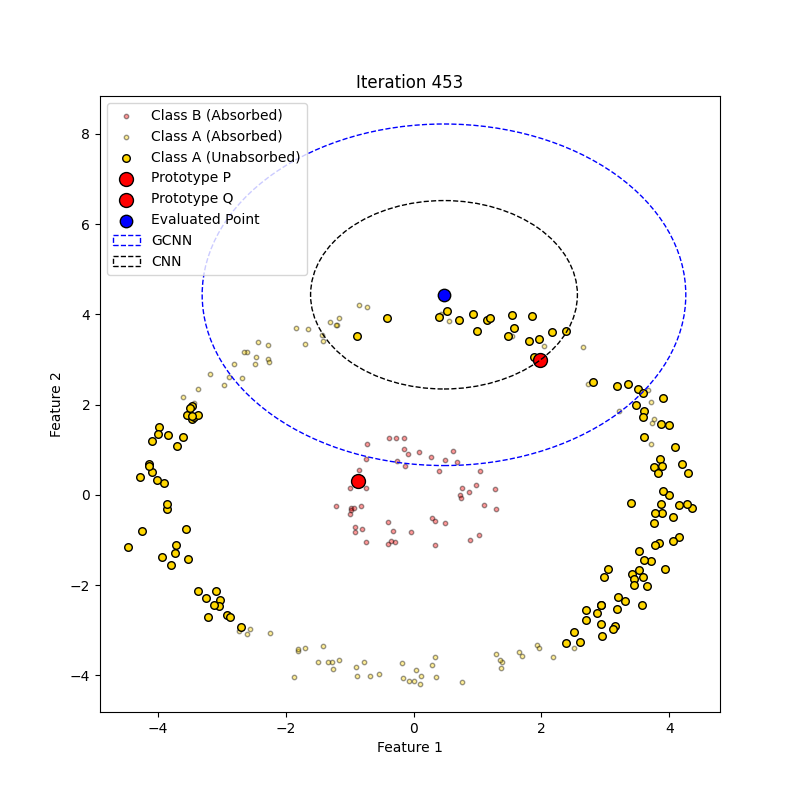 Iteration 453
Class B (Absorbed)
Class A (Absorbed)
Class A (Unabsorbed)
Prototype P
Prototype Q
Evaluated Point
GCNN
CNN
Feature 2
8
6
4
2
0
−2
−4
−4
−2
0
2
4
Feature 1